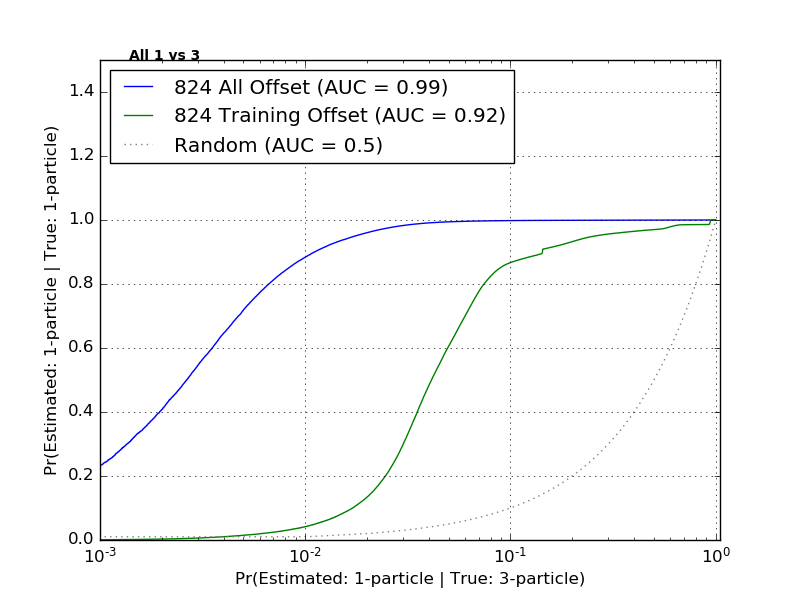 All 1 vs 3
824 All Offset (AUC = 0.99)
824 Training Offset (AUC = 0.92)
Random (AUC = 0.5)
Pr(Estimated: 1-particle | True: 1-particle)
1.4
1.2
1.0
0.8
0.6
0.4
0.2
0.0
10^-3
10^-2
10^-1
10^0
Pr(Estimated: 1-particle | True: 3-particle)